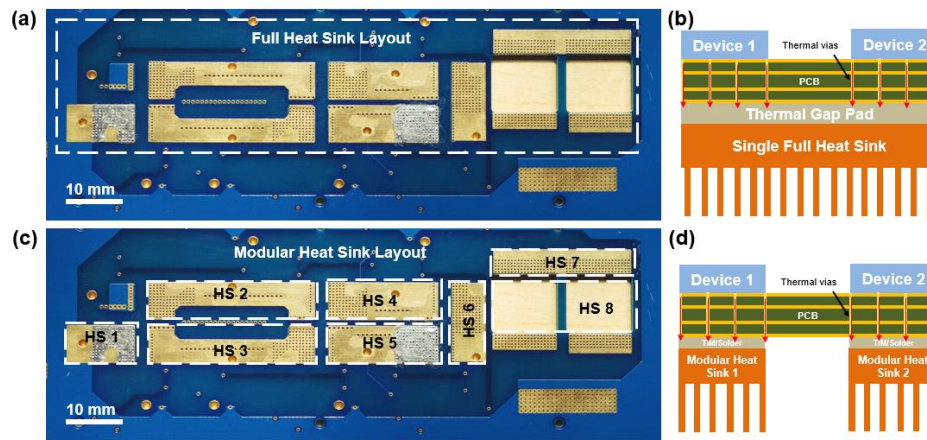 (a)
Full Heat Sink Layout
10 mm
(b)
Device 1
Thermal vias
Device 2
PCB
Thermal Gap Pad
Single Full Heat Sink
(c)
Modular Heat Sink Layout
HS 1
HS 2
HS 3
HS 4
HS 5
HS 6
HS 7
HS 8
10 mm
(d)
Device 1
Thermal vias
Device 2
PCB
TIM/Solder
TIM/Solder
Modular Heat
Sink 1
Modular Heat
Sink 2